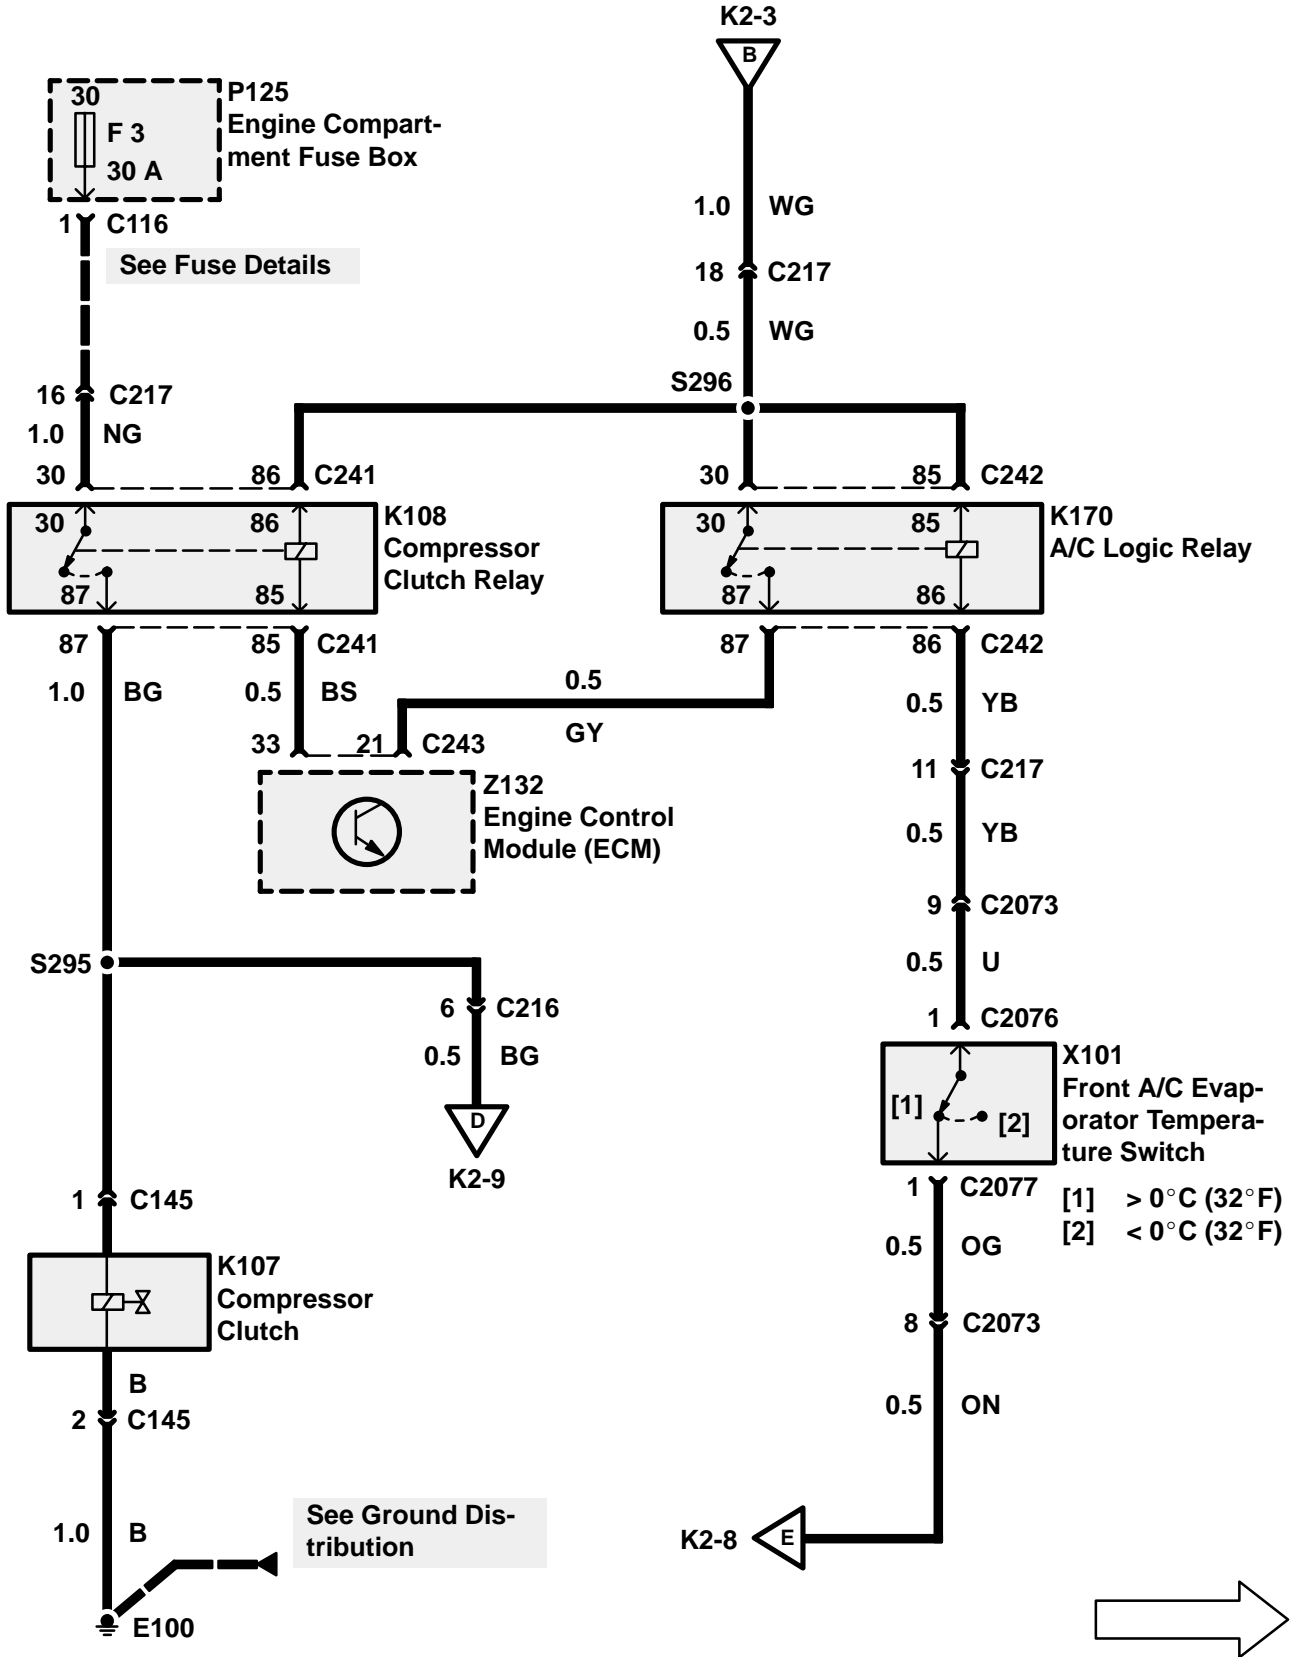 K2-3
B
30
F 3
30 A
P125
Engine Compart-
ment Fuse Box
1 C116
See Fuse Details
1.0 WG
18 C217
0.5 WG
S296
16 C217
1.0 NG
30 86 C241
30 85 C242
30 86
87 85
K108
Compressor
Clutch Relay
30 85
87 86
K170
A/C Logic Relay
87 85 C241
87 86 C242
1.0 BG
0.5 BS
0.5
GY
0.5 YB
33 21 C243
11 C217
Z132
Engine Control
Module (ECM)
0.5 YB
9 C2073
S295
0.5 U
6 C216
1 C2076
0.5 BG
[1]
[2]
X101
Front A/C Evap-
orator Tempera-
ture Switch
D
K2-9
1 C145
1 C2077
[1] > 0°C (32°F)
[2] < 0°C (32°F)
0.5 OG
K107
Compressor
Clutch
8 C2073
B
2 C145
0.5 ON
1.0 B
See Ground Dis-
tribution
K2-8
E
E100